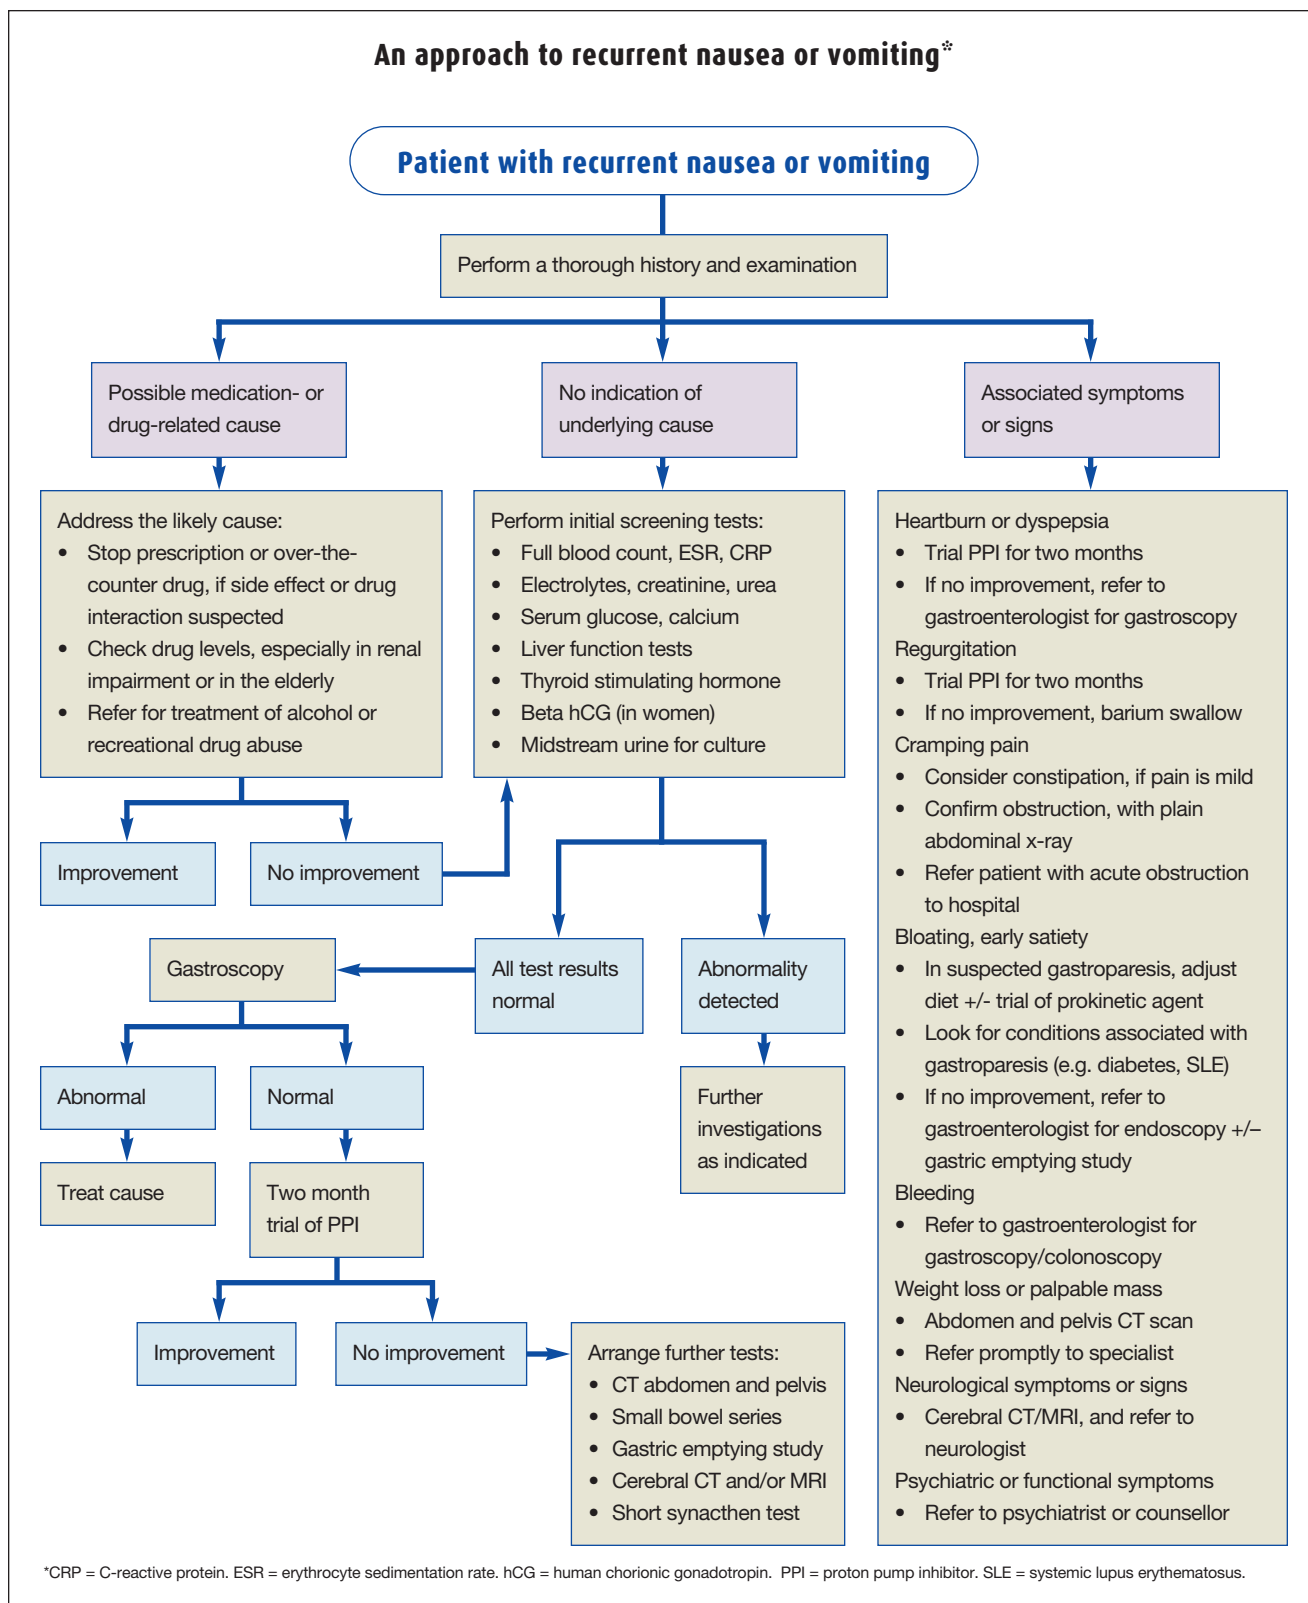 An approach to recurrent nausea or vomiting*
Patient with recurrent nausea or vomiting
Perform a thorough history and examination
Possible medication- or
drug-related cause
No indication of
underlying cause
Associated symptoms
or signs
Address the likely cause:
• Stop prescription or over-the-
counter drug, if side effect or drug
interaction suspected
• Check drug levels, especially in renal
impairment or in the elderly
• Refer for treatment of alcohol or
recreational drug abuse
Perform initial screening tests:
• Full blood count, ESR, CRP
• Electrolytes, creatinine, urea
• Serum glucose, calcium
• Liver function tests
• Thyroid stimulating hormone
• Beta hCG (in women)
• Midstream urine for culture
Heartburn or dyspepsia
• Trial PPI for two months
• If no improvement, refer to
gastroenterologist for gastroscopy
Regurgitation
• Trial PPI for two months
• If no improvement, barium swallow
Cramping pain
• Consider constipation, if pain is mild
• Confirm obstruction, with plain
abdominal x-ray
• Refer patient with acute obstruction
to hospital
Bloating, early satiety
• In suspected gastroparesis, adjust
diet +/- trial of prokinetic agent
• Look for conditions associated with
gastroparesis (e.g. diabetes, SLE)
• If no improvement, refer to
gastroenterologist for endoscopy +/–
gastric emptying study
Bleeding
• Refer to gastroenterologist for
gastroscopy/colonoscopy
Weight loss or palpable mass
• Abdomen and pelvis CT scan
• Refer promptly to specialist
Neurological symptoms or signs
• Cerebral CT/MRI, and refer to
neurologist
Psychiatric or functional symptoms
• Refer to psychiatrist or counsellor
Improvement
No improvement
Gastroscopy
All test results
normal
Abnormality
detected
Abnormal
Normal
Further
investigations
as indicated
Treat cause
Two month
trial of PPI
Improvement
No improvement
Arrange further tests:
• CT abdomen and pelvis
• Small bowel series
• Gastric emptying study
• Cerebral CT and/or MRI
• Short synacthen test
*CRP = C-reactive protein. ESR = erythrocyte sedimentation rate. hCG = human chorionic gonadotropin. PPI = proton pump inhibitor. SLE = systemic lupus erythematosus.